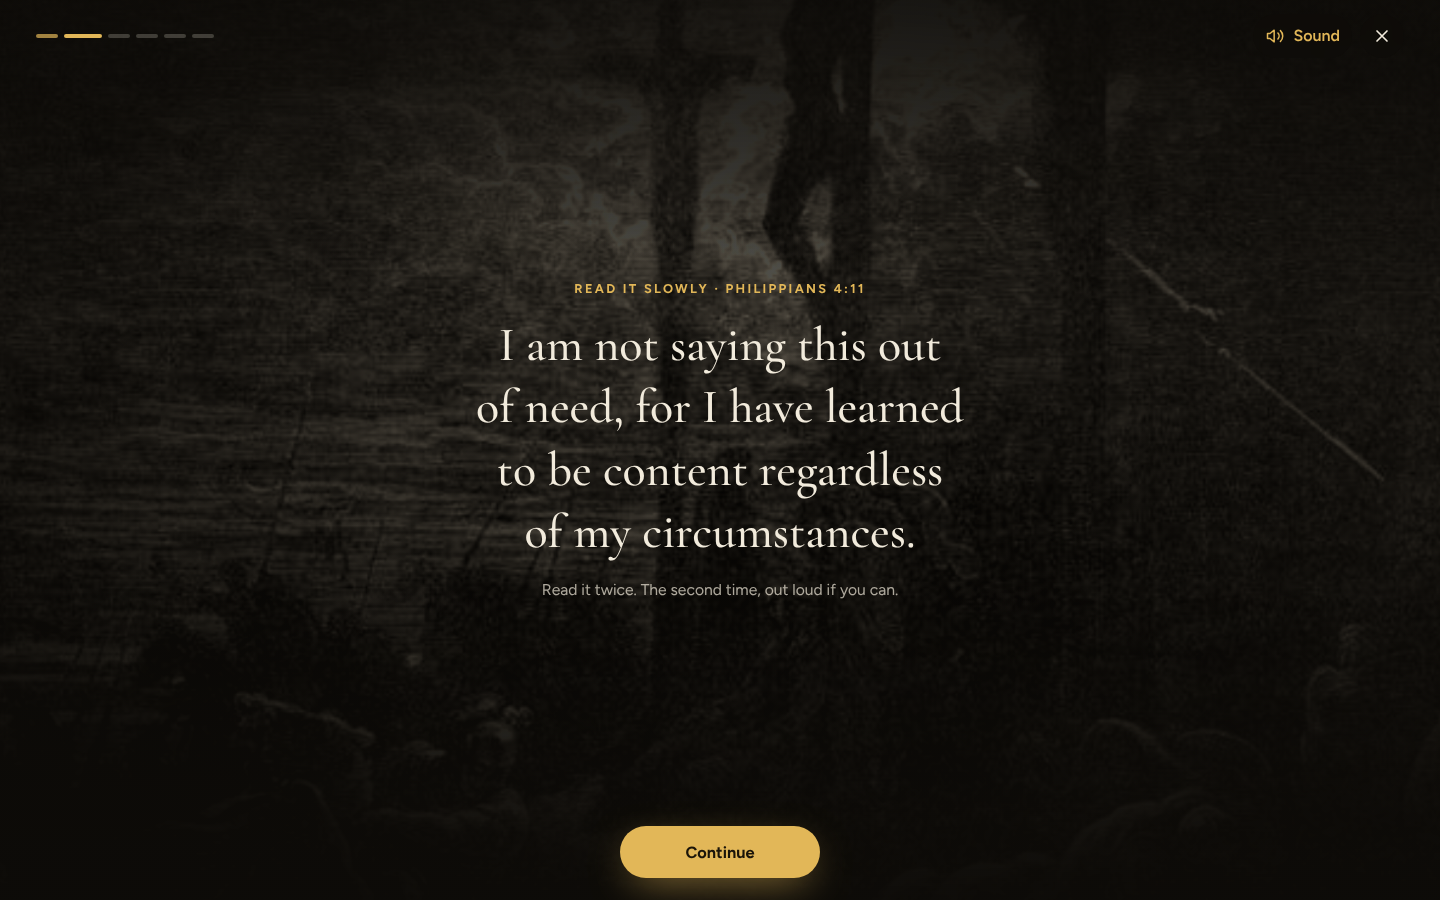 Sound
READ IT SLOWLY · PHILIPPIANS 4:11
I am not saying this out
of need, for I have learned
to be content regardless
of my circumstances.
Read it twice. The second time, out loud if you can.
Continue